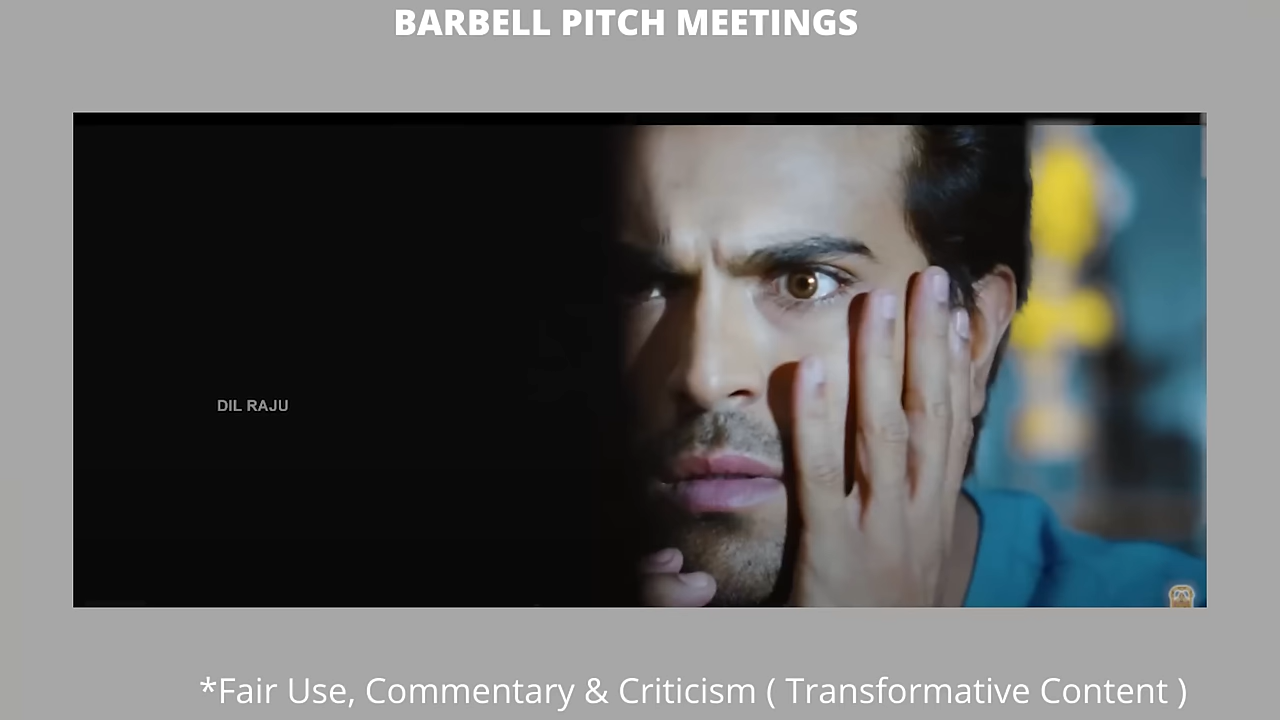 BARBELL PITCH MEETINGS
DIL RAJU
*Fair Use, Commentary & Criticism ( Transformative Content )